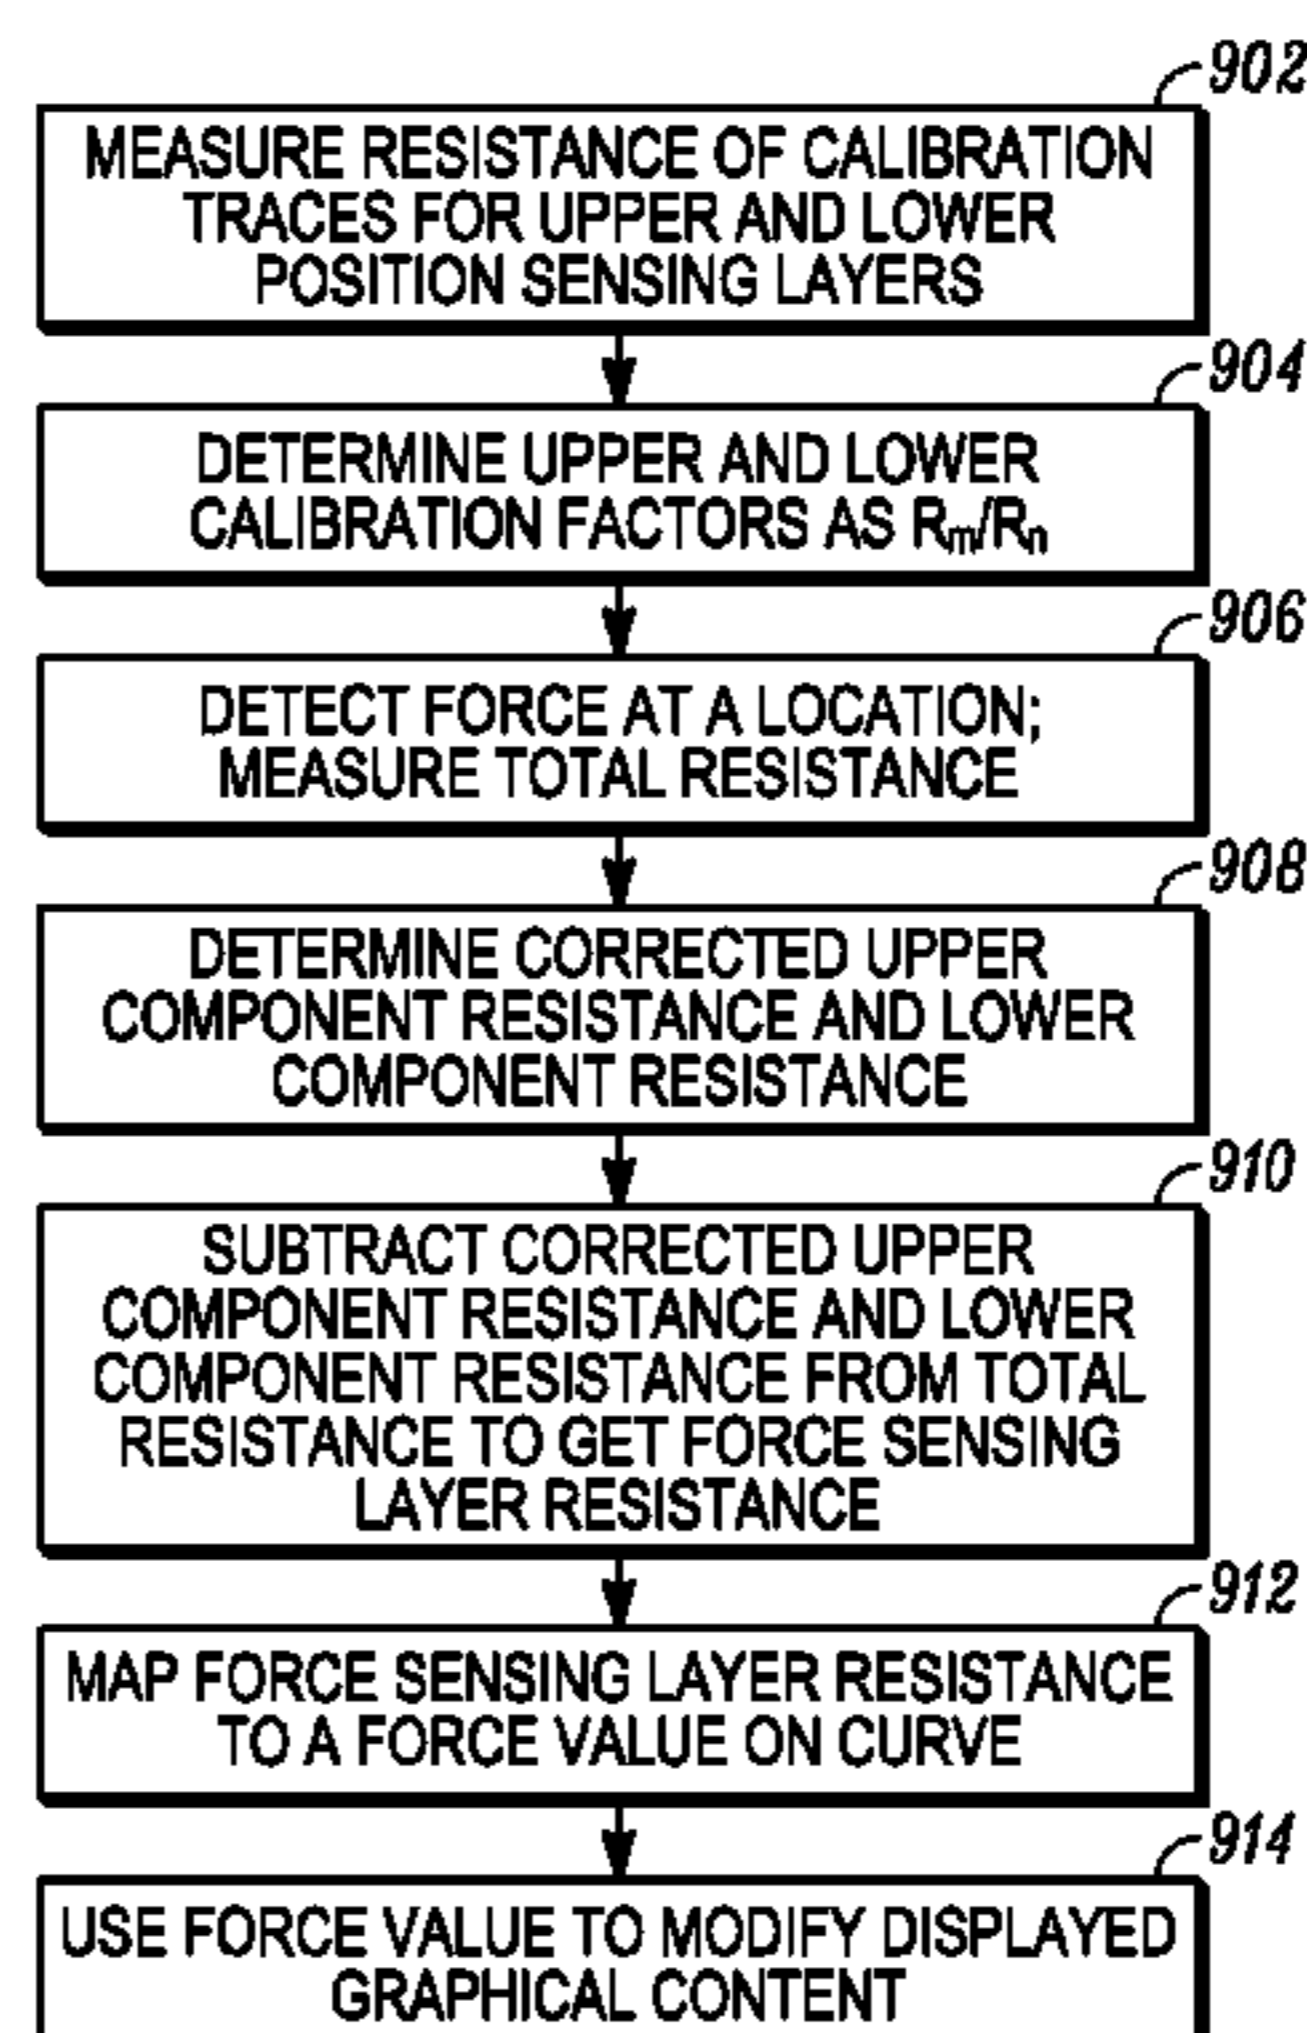 902
MEASURE RESISTANCE OF CALIBRATION
TRACES FOR UPPER AND LOWER
POSITION SENSING LAYERS
904
DETERMINE UPPER AND LOWER
CALIBRATION FACTORS AS Rm/Rn
906
DETECT FORCE AT A LOCATION;
MEASURE TOTAL RESISTANCE
908
DETERMINE CORRECTED UPPER
COMPONENT RESISTANCE AND LOWER
COMPONENT RESISTANCE
910
SUBTRACT CORRECTED UPPER
COMPONENT RESISTANCE AND LOWER
COMPONENT RESISTANCE FROM TOTAL
RESISTANCE TO GET FORCE SENSING
LAYER RESISTANCE
912
MAP FORCE SENSING LAYER RESISTANCE
TO A FORCE VALUE ON CURVE
914
USE FORCE VALUE TO MODIFY DISPLAYED
GRAPHICAL CONTENT